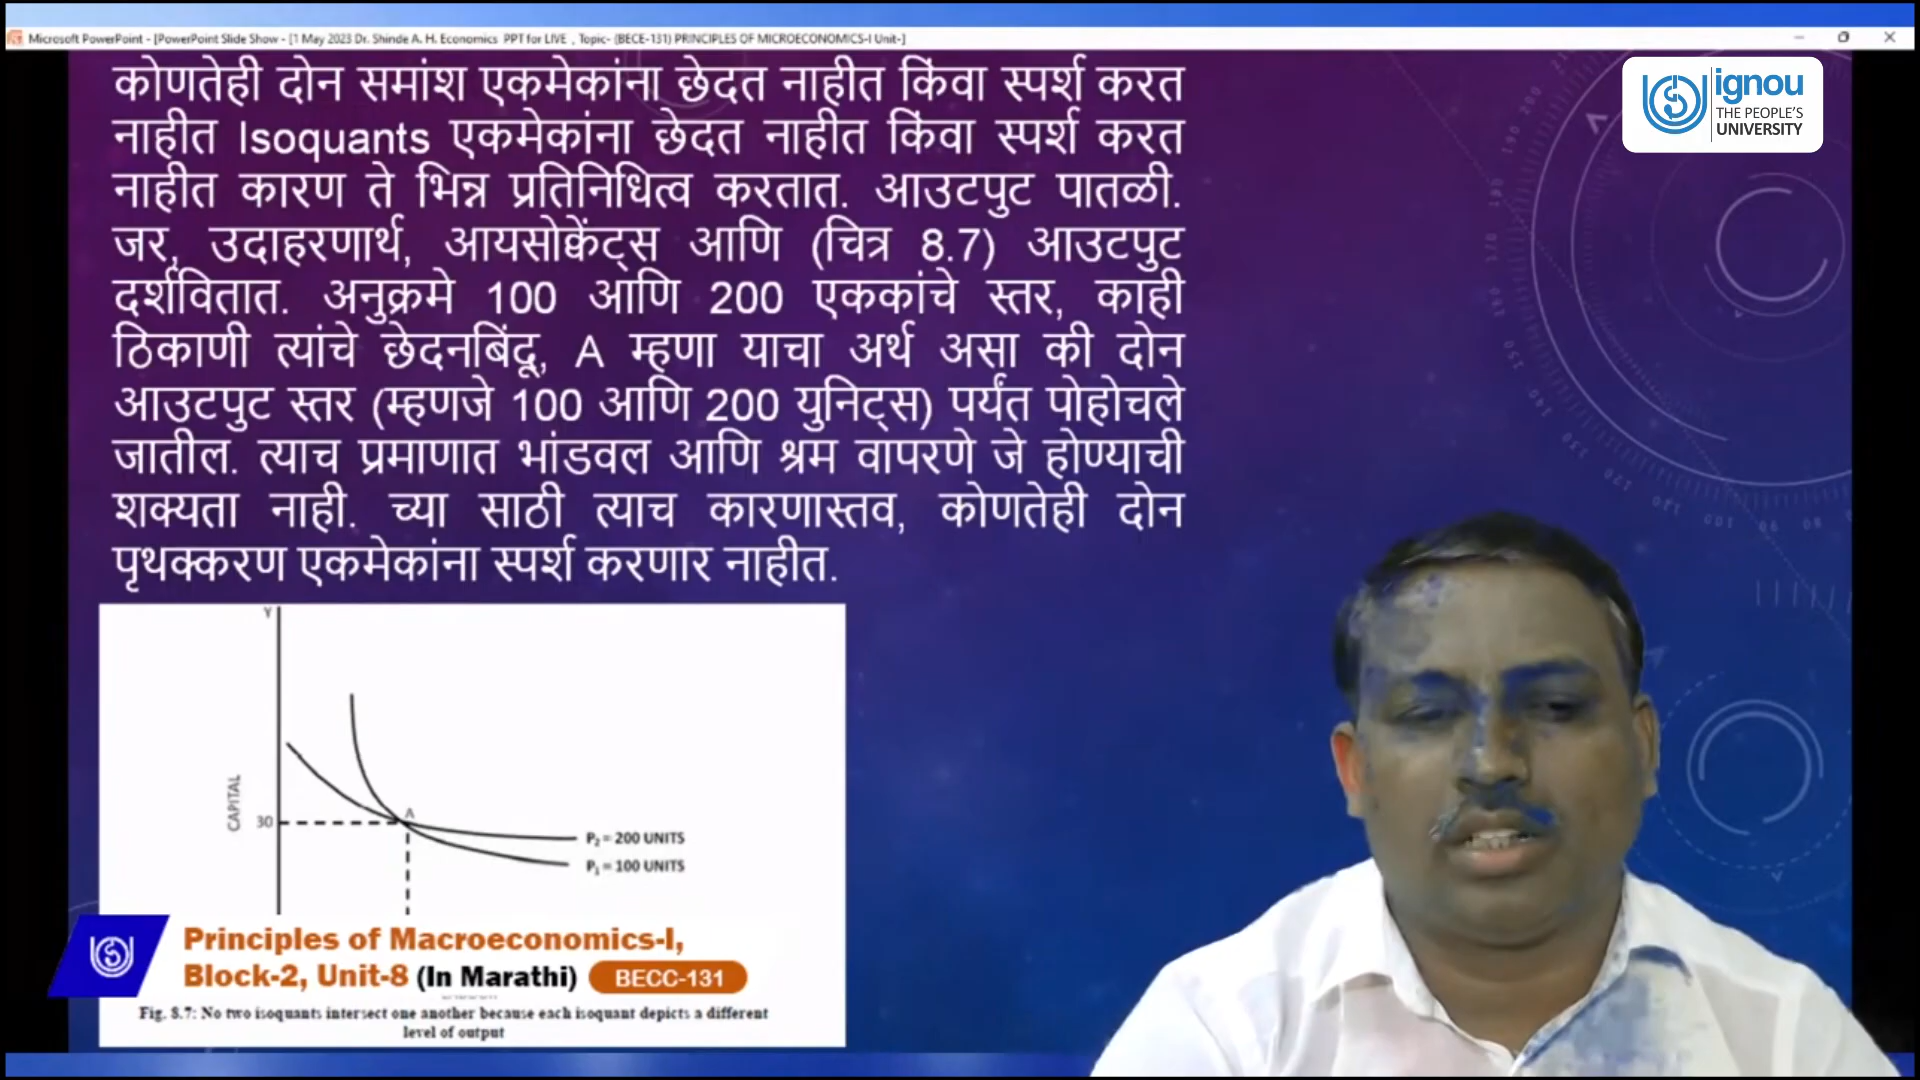 Microsoft PowerPoint - [PowerPoint Slide Show - [1 May 2023 Dr. Shinde A. H. Economics PPT for LIVE , Topic- (BECE-131) PRINCIPLES OF MICROECONOMICS-I Unit-]
ignou
THE PEOPLE'S
UNIVERSITY
कोणतेही दोन समांश एकमेकांना छेदत नाहीत किंवा स्पर्श करत
नाहीत Isoquants एकमेकांना छेदत नाहीत किंवा स्पर्श करत
नाहीत कारण ते भिन्न प्रतिनिधित्व करतात. आउटपुट पातळी.
जर, उदाहरणार्थ, आयसोक्वेंट्स आणि (चित्र 8.7) आउटपुट
दर्शवितात. अनुक्रमे 100 आणि 200 एककांचे स्तर, काही
ठिकाणी त्यांचे छेदनबिंदू, A म्हणा याचा अर्थ असा की दोन
आउटपुट स्तर (म्हणजे 100 आणि 200 युनिट्स) पर्यंत पोहोचले
जातील. त्याच प्रमाणात भांडवल आणि श्रम वापरणे जे होण्याची
शक्यता नाही. च्या साठी त्याच कारणास्तव, कोणतेही दोन
पृथक्करण एकमेकांना स्पर्श करणार नाहीत.
Y
CAPITAL
30
A
P₂ = 200 UNITS
P₁ = 100 UNITS
Principles of Macroeconomics-I,
Block-2, Unit-8 (In Marathi) BECC-131
Fig. 8.7: No two isoquants intersect one another because each isoquant depicts a different
level of output